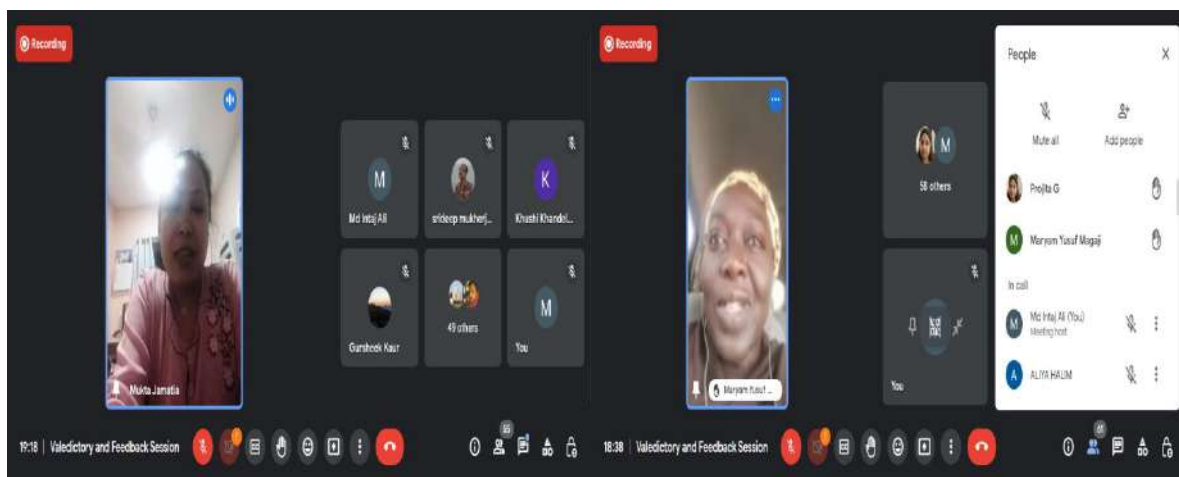 Recording
M
Md Intaj Ali
srideep mukherj...
K
Khushi Khandel...
Gursheek Kaur
49 others
M
You
Mukta Jamatia
19:18 | Valedictory and Feedback Session
55
Recording
M
58 others
You
Maryam Yusuf ...
People
Mute all
Add people
Projita G
M
Maryam Yusuf Magaji
In call
M
Md Intaj Ali (You)
Meeting host
A
ALIYA HALIM
18:38 | Valedictory and Feedback Session